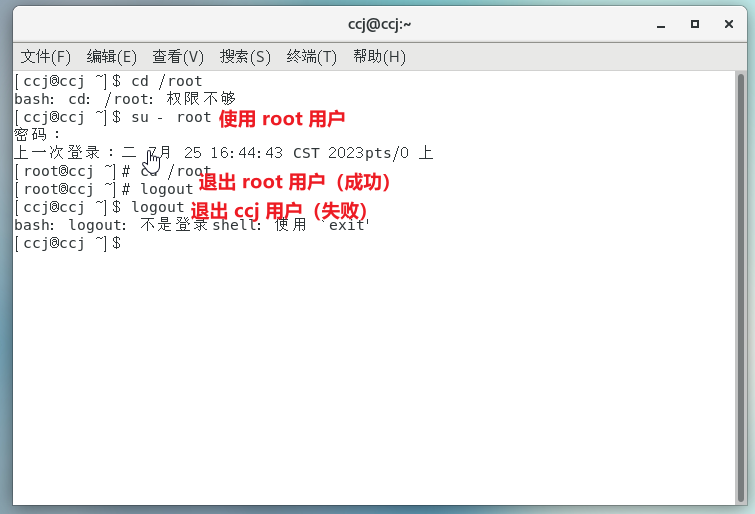 ccj@ccj:~
文件(F) 编辑(E) 查看(V) 搜索(S) 终端(T) 帮助(H)
[ccj@ccj ~]$ cd /root
bash: cd: /root: 权限不够
[ccj@ccj ~]$ su - root 使用 root 用户
密码：
上一次登录：二 7月 25 16:44:43 CST 2023pts/0 上
[root@ccj ~]# cd /root
[root@ccj ~]# logout 退出 root 用户（成功）
[ccj@ccj ~]$ logout 退出 ccj 用户（失败）
bash: logout: 不是登录shell: 使用 `exit'
[ccj@ccj ~]$